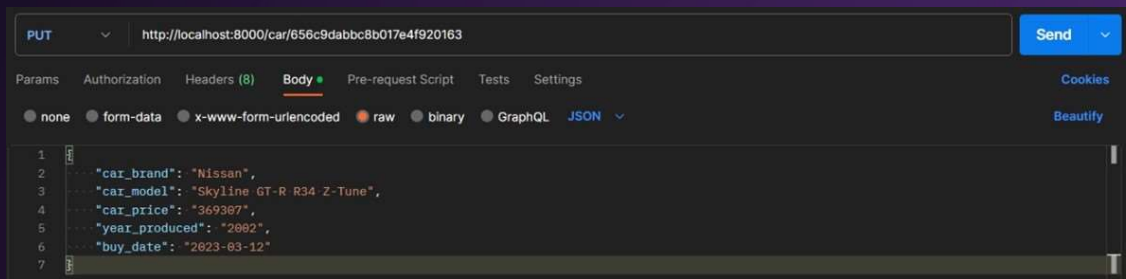 PUT http://localhost:8000/car/656c9dabbc8b017e4f920163 Send
Params Authorization Headers (8) Body Pre-request Script Tests Settings Cookies
none form-data x-www-form-urlencoded raw binary GraphQL JSON Beautify
1 {
2 "car_brand": "Nissan",
3 "car_model": "Skyline GT-R R34 Z-Tune",
4 "car_price": "369307",
5 "year_produced": "2002",
6 "buy_date": "2023-03-12"
7 }